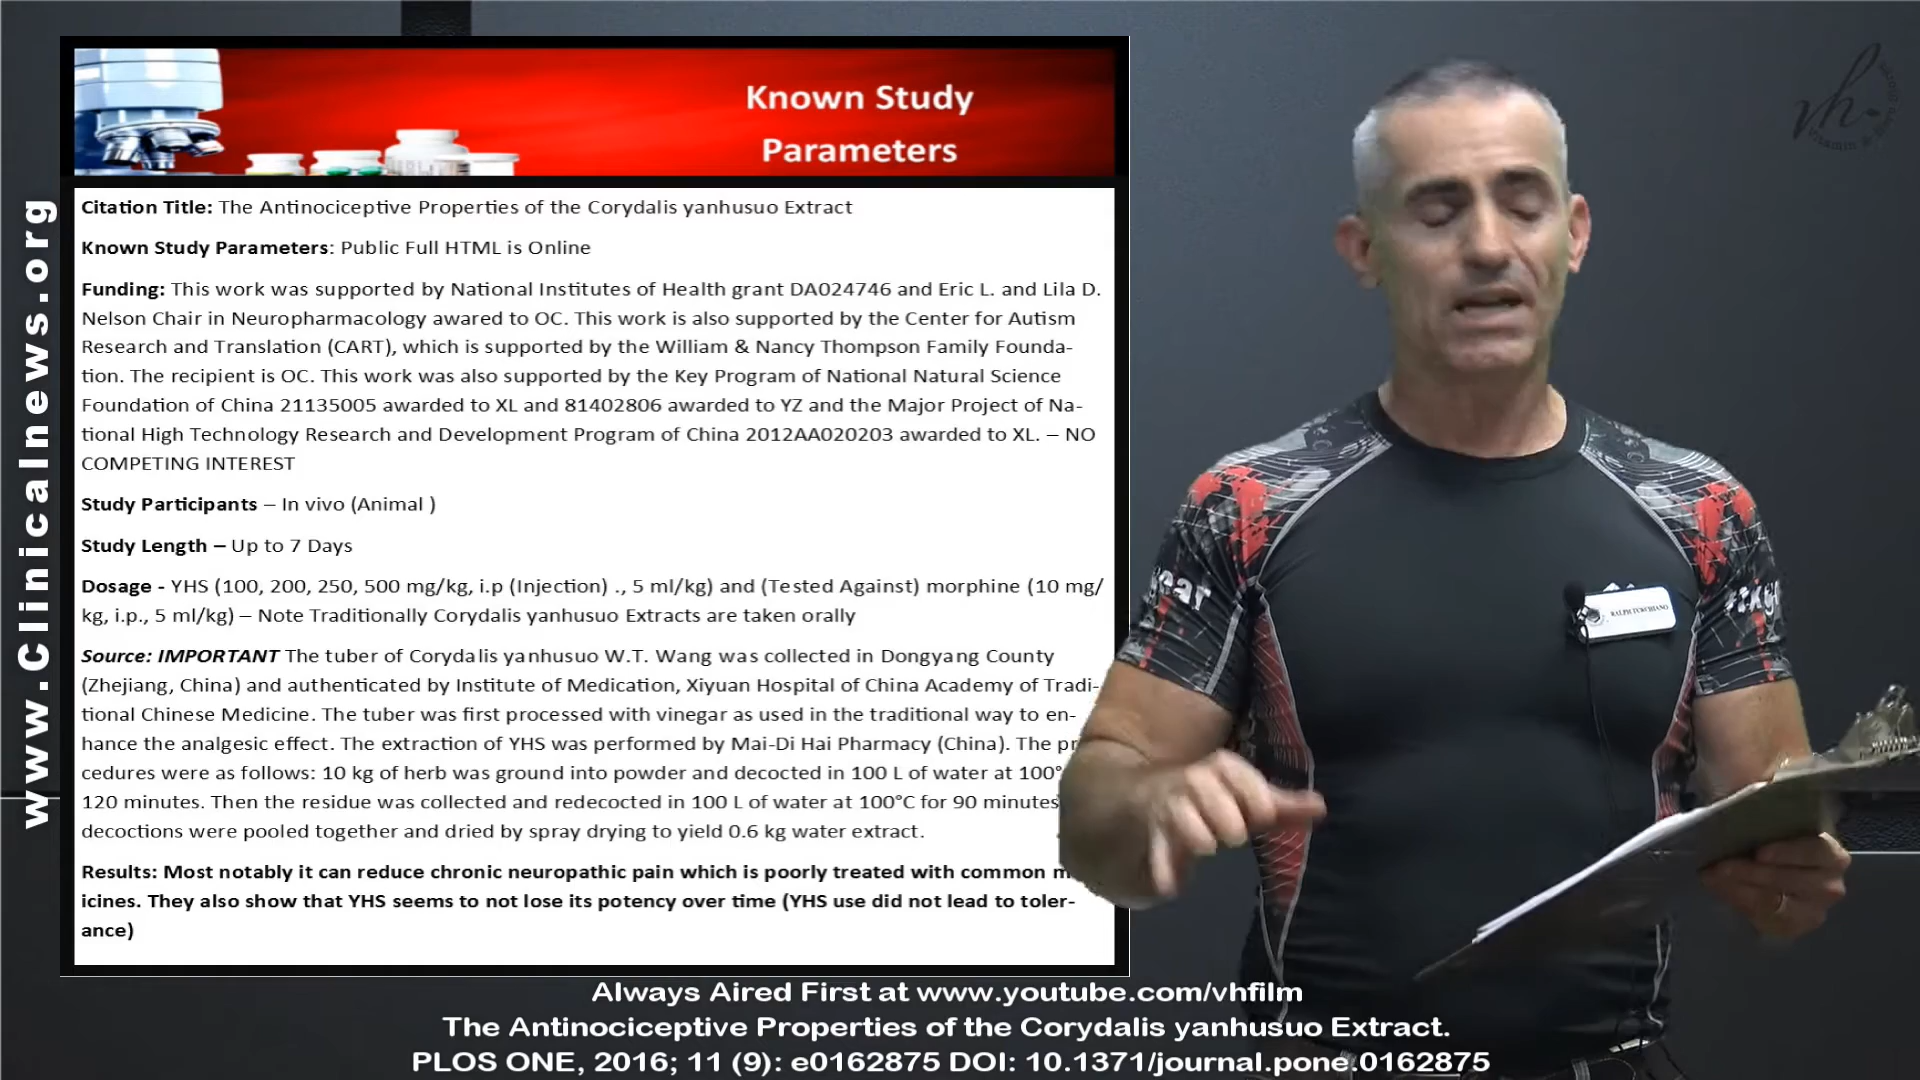 Known Study
Parameters
www.Clinicalnews.org
Citation Title: The Antinociceptive Properties of the Corydalis yanhusuo Extract
Known Study Parameters: Public Full HTML is Online
Funding: This work was supported by National Institutes of Health grant DA024746 and Eric L. and Lila D.
Nelson Chair in Neuropharmacology awared to OC. This work is also supported by the Center for Autism
Research and Translation (CART), which is supported by the William & Nancy Thompson Family Founda-
tion. The recipient is OC. This work was also supported by the Key Program of National Natural Science
Foundation of China 21135005 awarded to XL and 81402806 awarded to YZ and the Major Project of Na-
tional High Technology Research and Development Program of China 2012AA020203 awarded to XL. – NO
COMPETING INTEREST
Study Participants – In vivo (Animal )
Study Length – Up to 7 Days
Dosage - YHS (100, 200, 250, 500 mg/kg, i.p (Injection) ., 5 ml/kg) and (Tested Against) morphine (10 mg/
kg, i.p., 5 ml/kg) – Note Traditionally Corydalis yanhusuo Extracts are taken orally
Source: IMPORTANT The tuber of Corydalis yanhusuo W.T. Wang was collected in Dongyang County
(Zhejiang, China) and authenticated by Institute of Medication, Xiyuan Hospital of China Academy of Tradi-
tional Chinese Medicine. The tuber was first processed with vinegar as used in the traditional way to en-
hance the analgesic effect. The extraction of YHS was performed by Mai-Di Hai Pharmacy (China). The
cedures were as follows: 10 kg of herb was ground into powder and decocted in 100 L of water at 100°
120 minutes. Then the residue was collected and redecocted in 100 L of water at 100°C for 90 minutes
decoctions were pooled together and dried by spray drying to yield 0.6 kg water extract.
Results: Most notably it can reduce chronic neuropathic pain which is poorly treated with common
icines. They also show that YHS seems to not lose its potency over time (YHS use did not lead to toler-
ance)
vh
Always Aired First at www.youtube.com/vhfilm
The Antinociceptive Properties of the Corydalis yanhusuo Extract.
PLOS ONE, 2016; 11 (9): e0162875 DOI: 10.1371/journal.pone.0162875